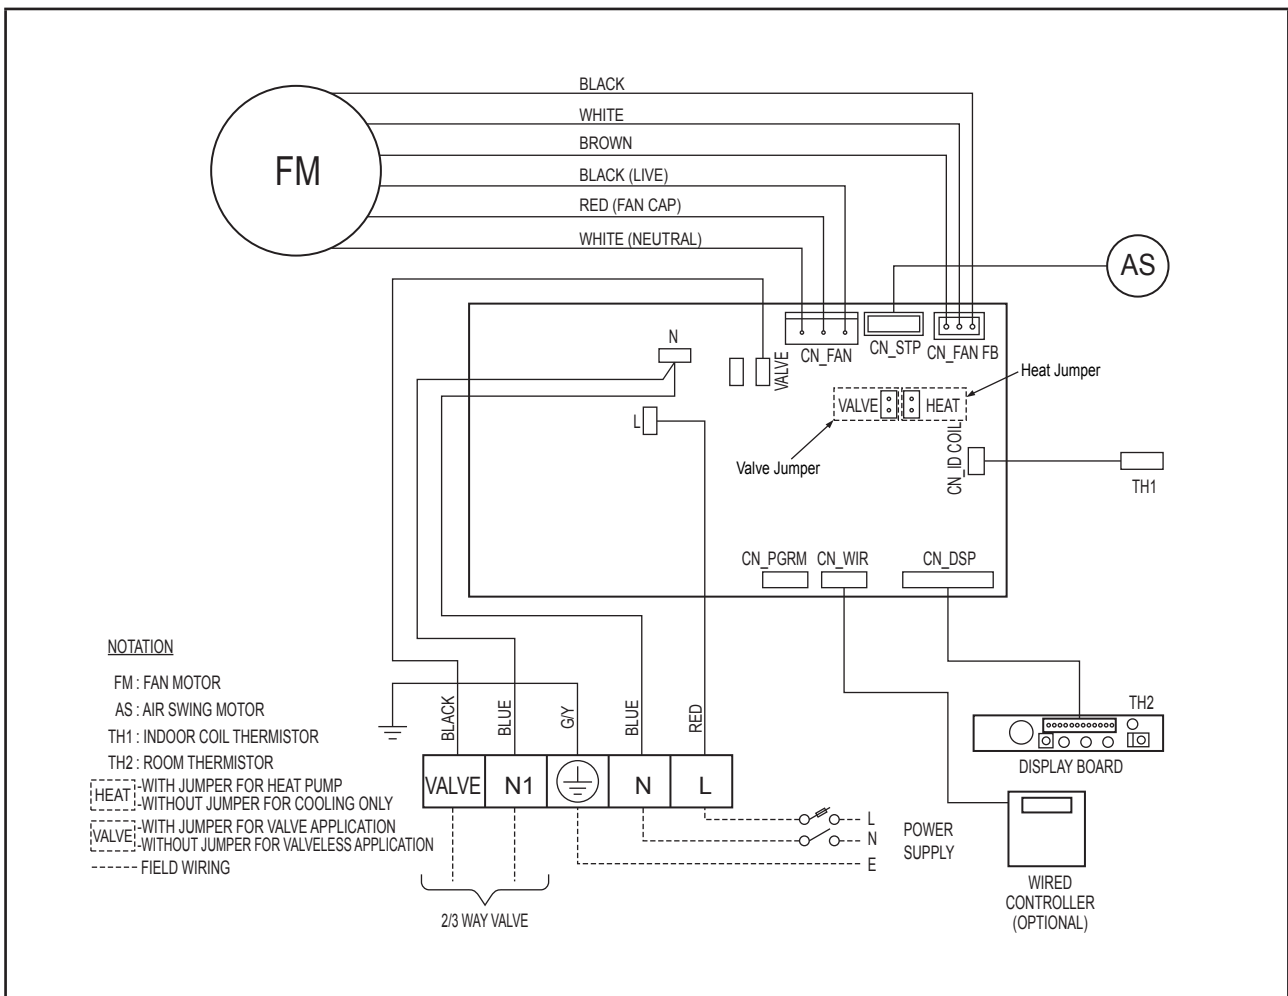 BLACK
WHITE
BROWN
FM
BLACK (LIVE)
RED (FAN CAP)
WHITE (NEUTRAL)
AS
N
VALVE
CN_FAN
CN_STP
CN_FAN FB
Heat Jumper
VALVE
HEAT
L
Valve Jumper
CN_ID COIL
TH1
CN_PGRM
CN_WIR
CN_DSP
NOTATION
FM : FAN MOTOR
AS : AIR SWING MOTOR
TH1 : INDOOR COIL THERMISTOR
TH2 : ROOM THERMISTOR
HEAT
-WITH JUMPER FOR HEAT PUMP
-WITHOUT JUMPER FOR COOLING ONLY
VALVE
-WITH JUMPER FOR VALVE APPLICATION
-WITHOUT JUMPER FOR VALVELESS APPLICATION
FIELD WIRING
BLACK
BLUE
G/Y
BLUE
RED
VALVE
N1
N
L
2/3 WAY VALVE
L
N
E
POWER
SUPPLY
TH2
DISPLAY BOARD
WIRED
CONTROLLER
(OPTIONAL)